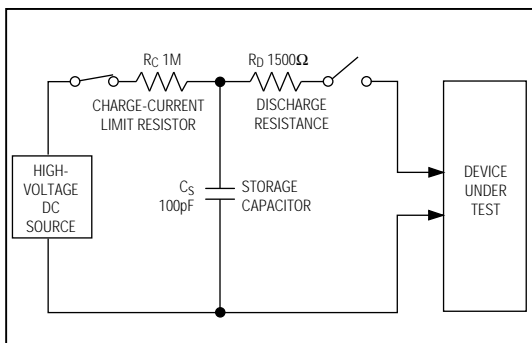 RC 1M
RD 1500Ω
CHARGE-CURRENT
LIMIT RESISTOR
DISCHARGE
RESISTANCE
HIGH-
VOLTAGE
DC
SOURCE
CS
100pF
STORAGE
CAPACITOR
DEVICE
UNDER
TEST